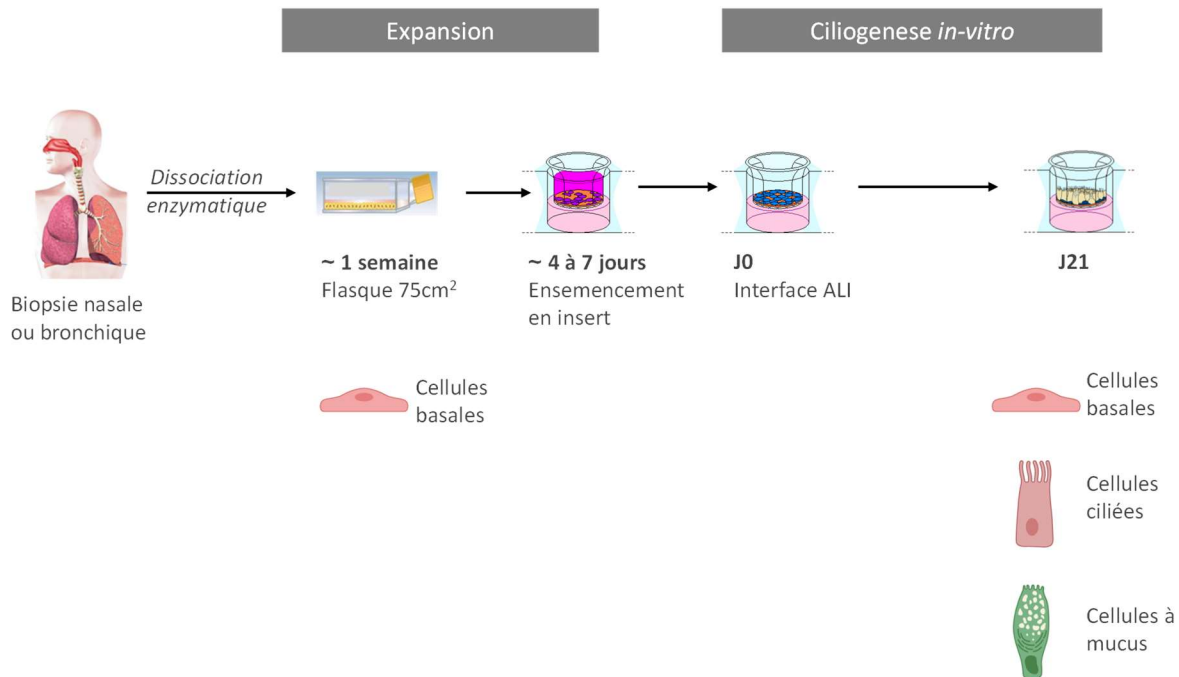 Expansion
Ciliogenese in-vitro
Dissociation
enzymatique
~ 1 semaine
Flasque 75cm²
~ 4 à 7 jours
Ensemencement
en insert
J0
Interface ALI
J21
Biopsie nasale
ou bronchique
Cellules
basales
Cellules
basales
Cellules
ciliées
Cellules à
mucus